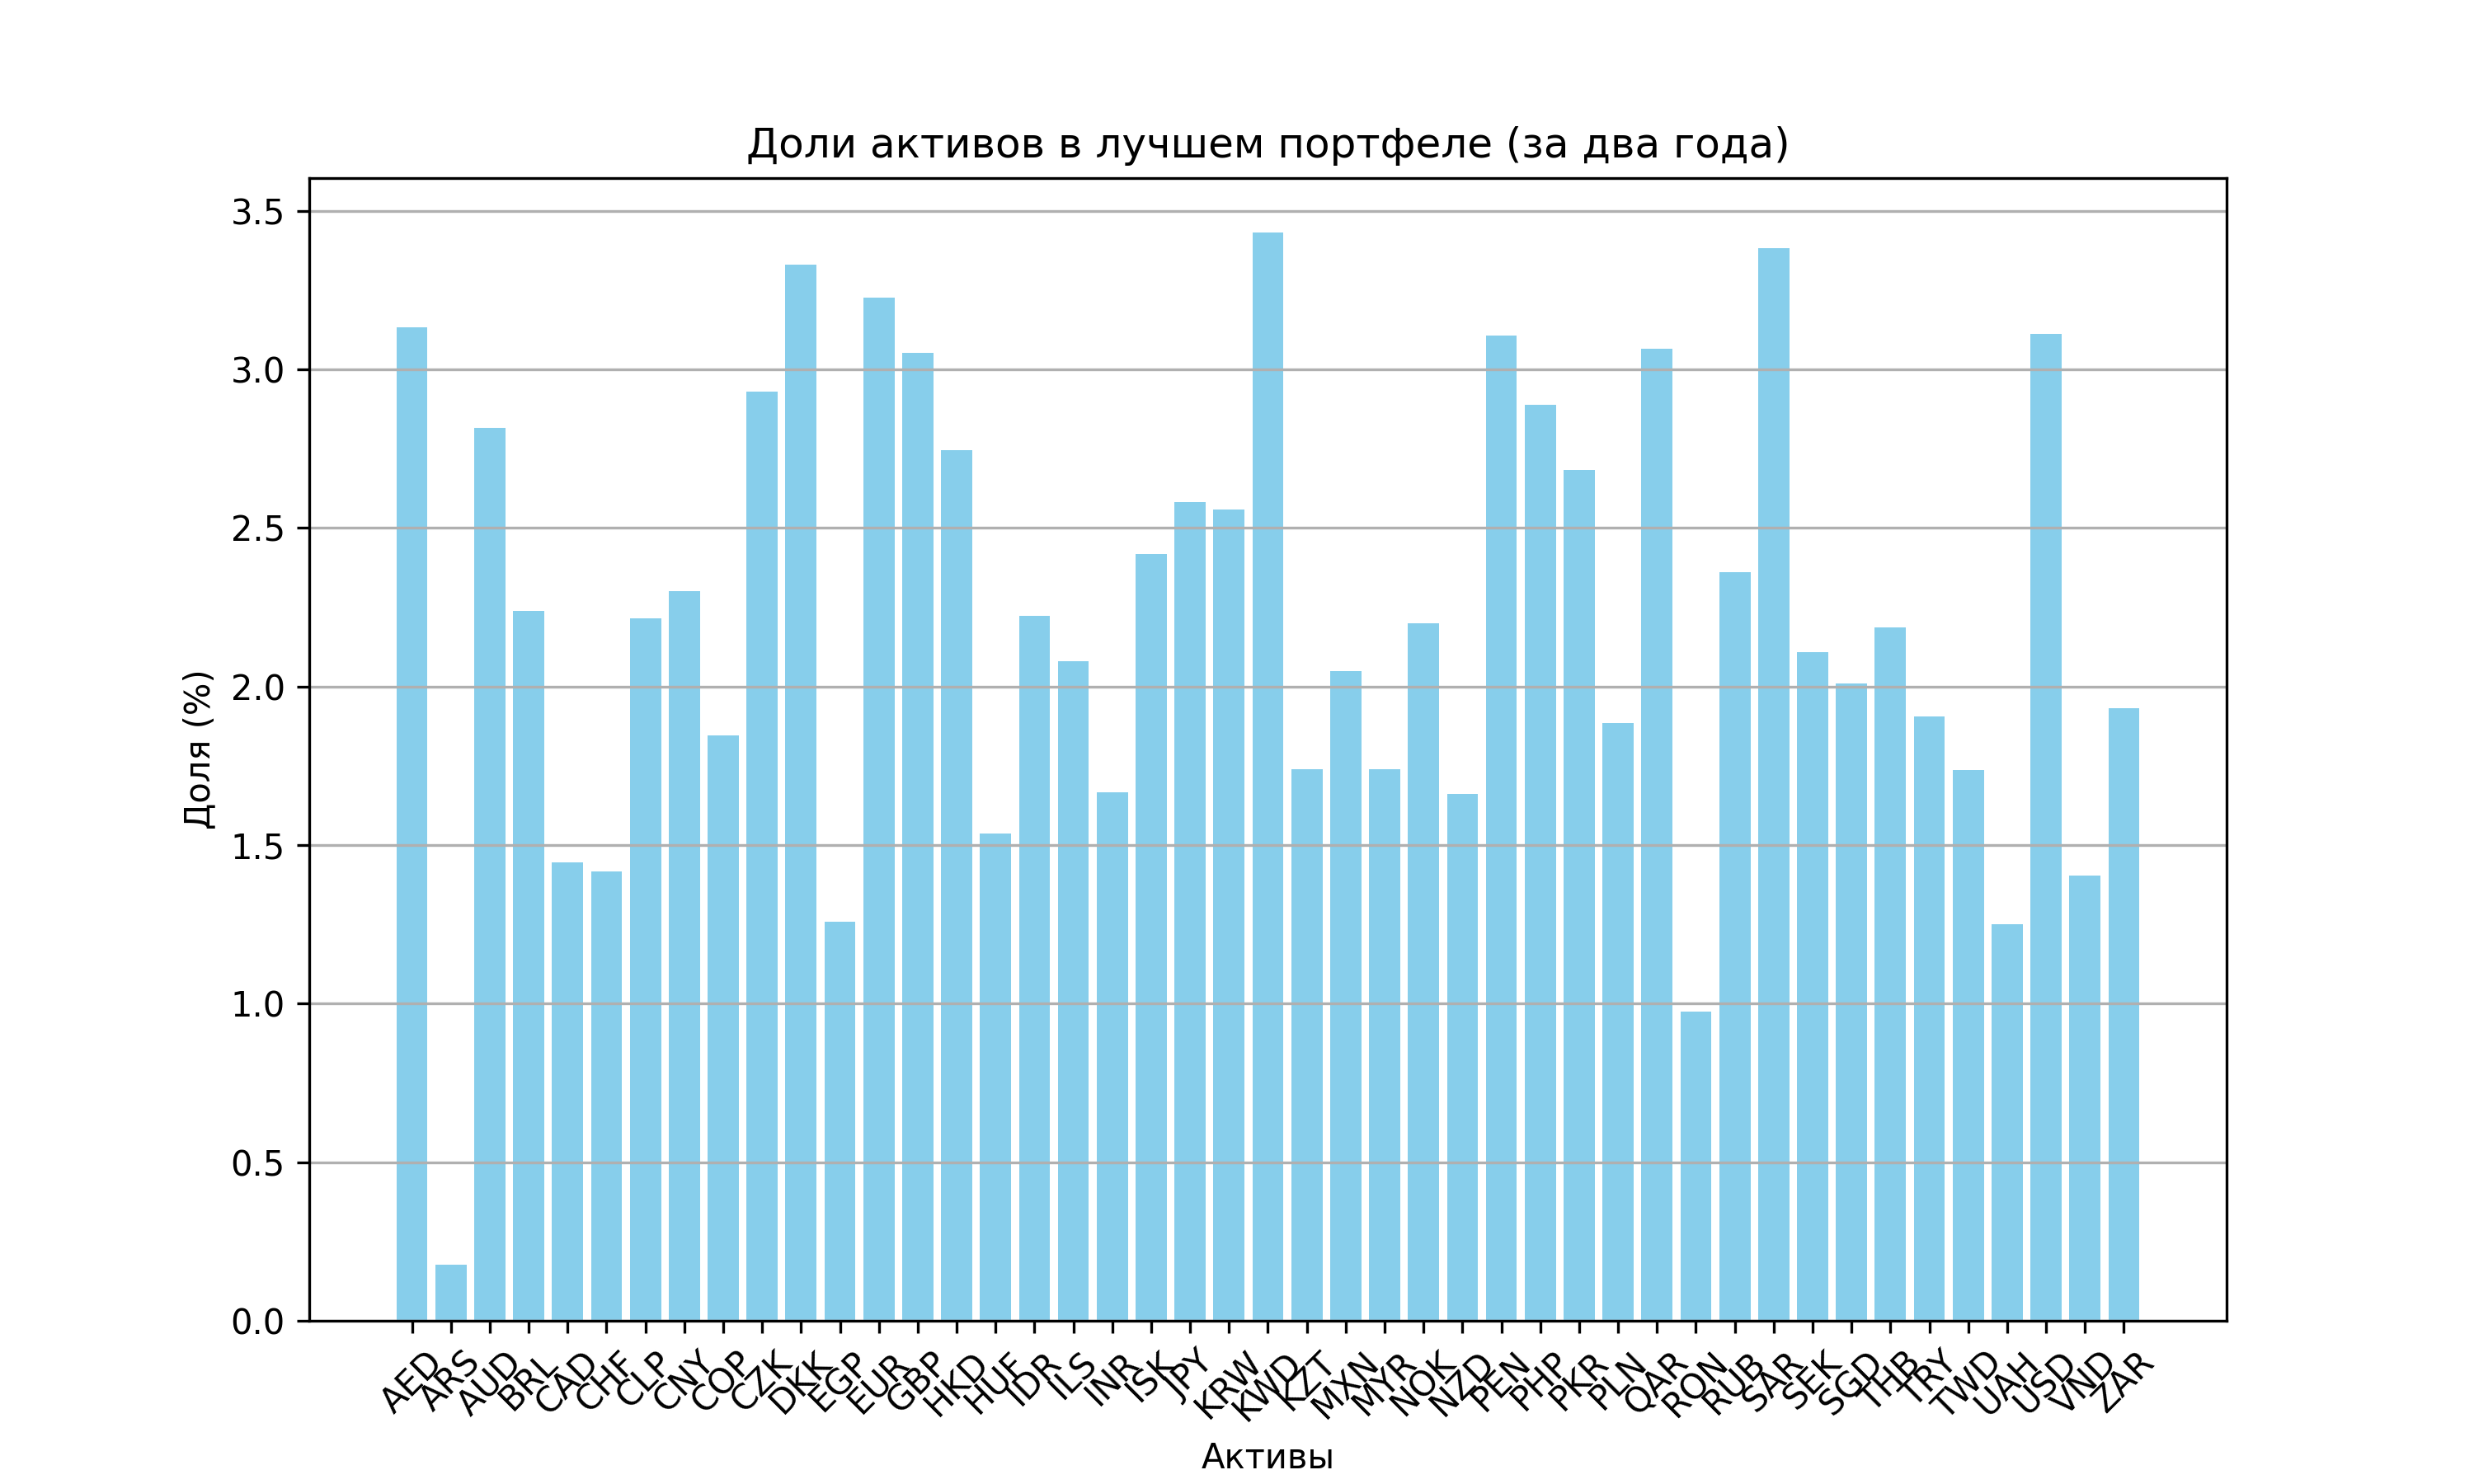 Доли активов в лучшем портфеле (за два года)
Доля (%)
3.5
3.0
2.5
2.0
1.5
1.0
0.5
0.0
AED
ARS
AUD
BRL
CAD
CHF
CLP
CNY
COP
CZK
DKK
EGP
EUR
GBP
HKD
HUF
IDR
ILS
INR
ISK
JPY
KRW
KWD
KZT
MXN
MYR
NOK
NZD
PEN
PHP
PKR
PLN
QAR
RON
RUB
SAR
SEK
SGD
THB
TRY
TWD
UAH
USD
VND
ZAR
Активы